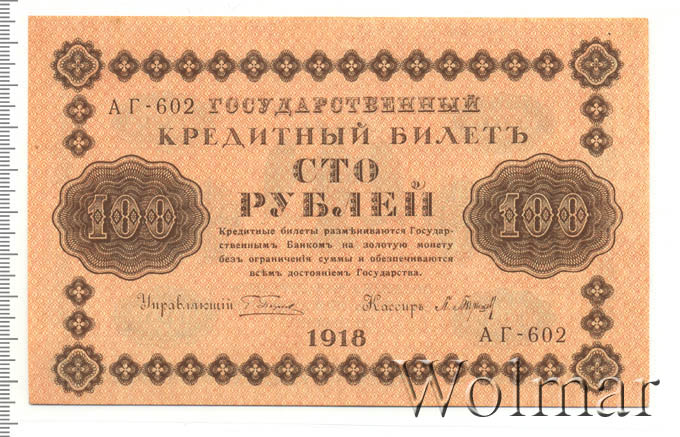 АГ-602 ГОСУДАРСТВЕННЫЙ
КРЕДИТНЫЙ БИЛЕТЪ
СТО
РУБЛЕЙ
100
100
Кредитные билеты размѣниваются Государ-
ственнымъ Банкомъ на золотую монету
безъ ограниченія суммы и обезпечиваются
всѣмъ достояніемъ Государства.
Управляющій
Кассиръ
1918
АГ-602
Wolmar